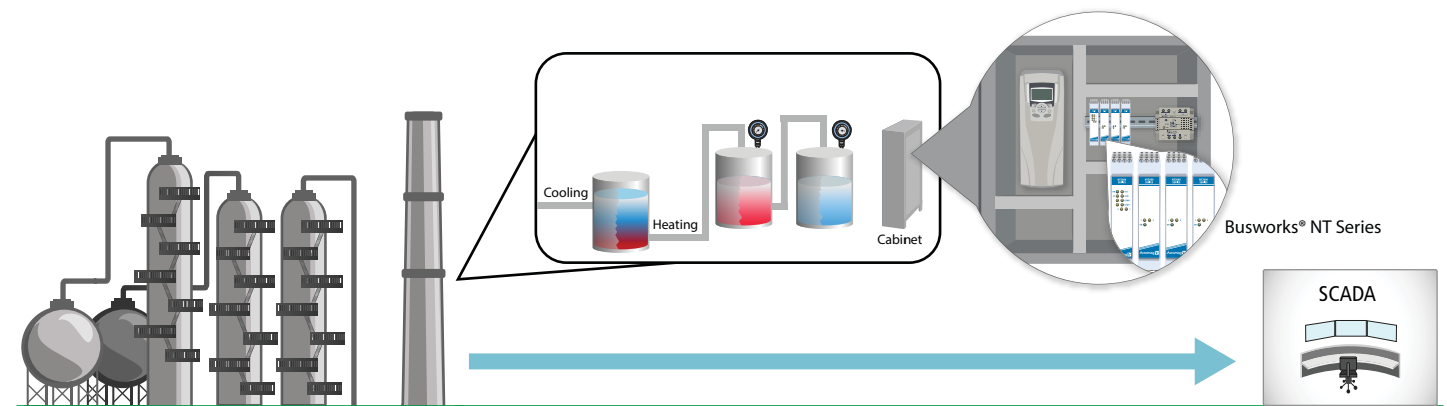 Cooling
Heating
Cabinet
Busworks® NT Series
SCADA